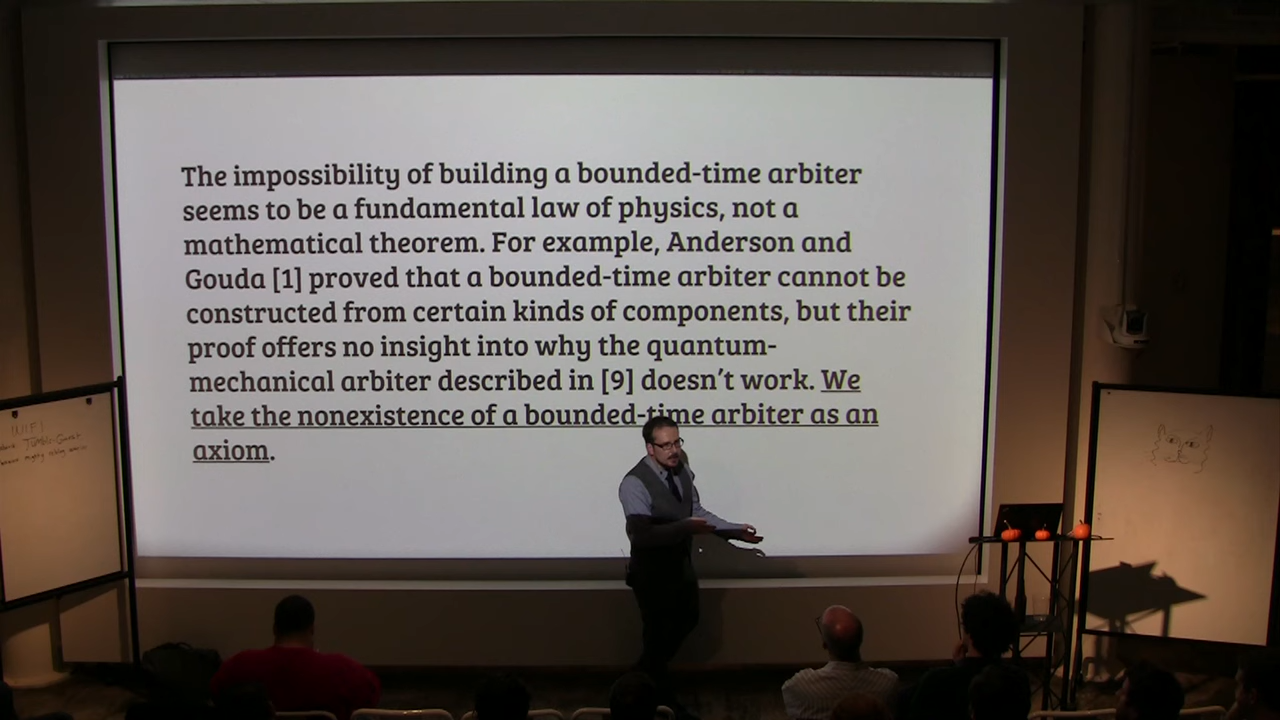 The impossibility of building a bounded-time arbiter
seems to be a fundamental law of physics, not a
mathematical theorem. For example, Anderson and
Gouda [1] proved that a bounded-time arbiter cannot be
constructed from certain kinds of components, but their
proof offers no insight into why the quantum-
mechanical arbiter described in [9] doesn't work. We
take the nonexistence of a bounded-time arbiter as an
axiom.